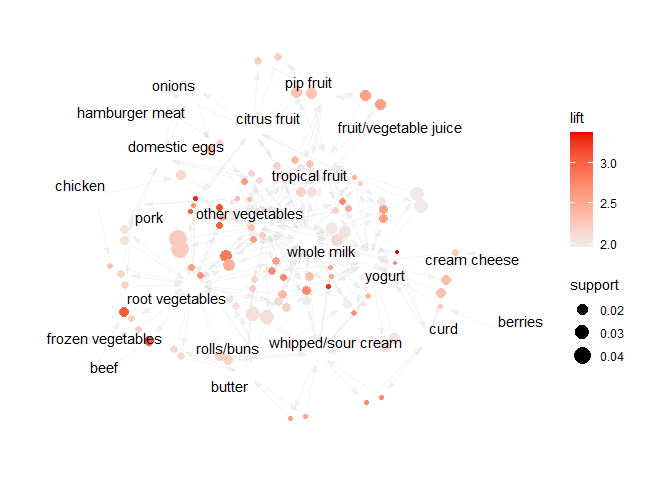 pip fruit
onions
hamburger meat
citrus fruit
fruit/vegetable juice
domestic eggs
tropical fruit
chicken
pork
other vegetables
whole milk
cream cheese
yogurt
root vegetables
berries
curd
frozen vegetables
whipped/sour cream
rolls/buns
beef
butter
lift
3.0
2.5
2.0
support
0.02
0.03
0.04